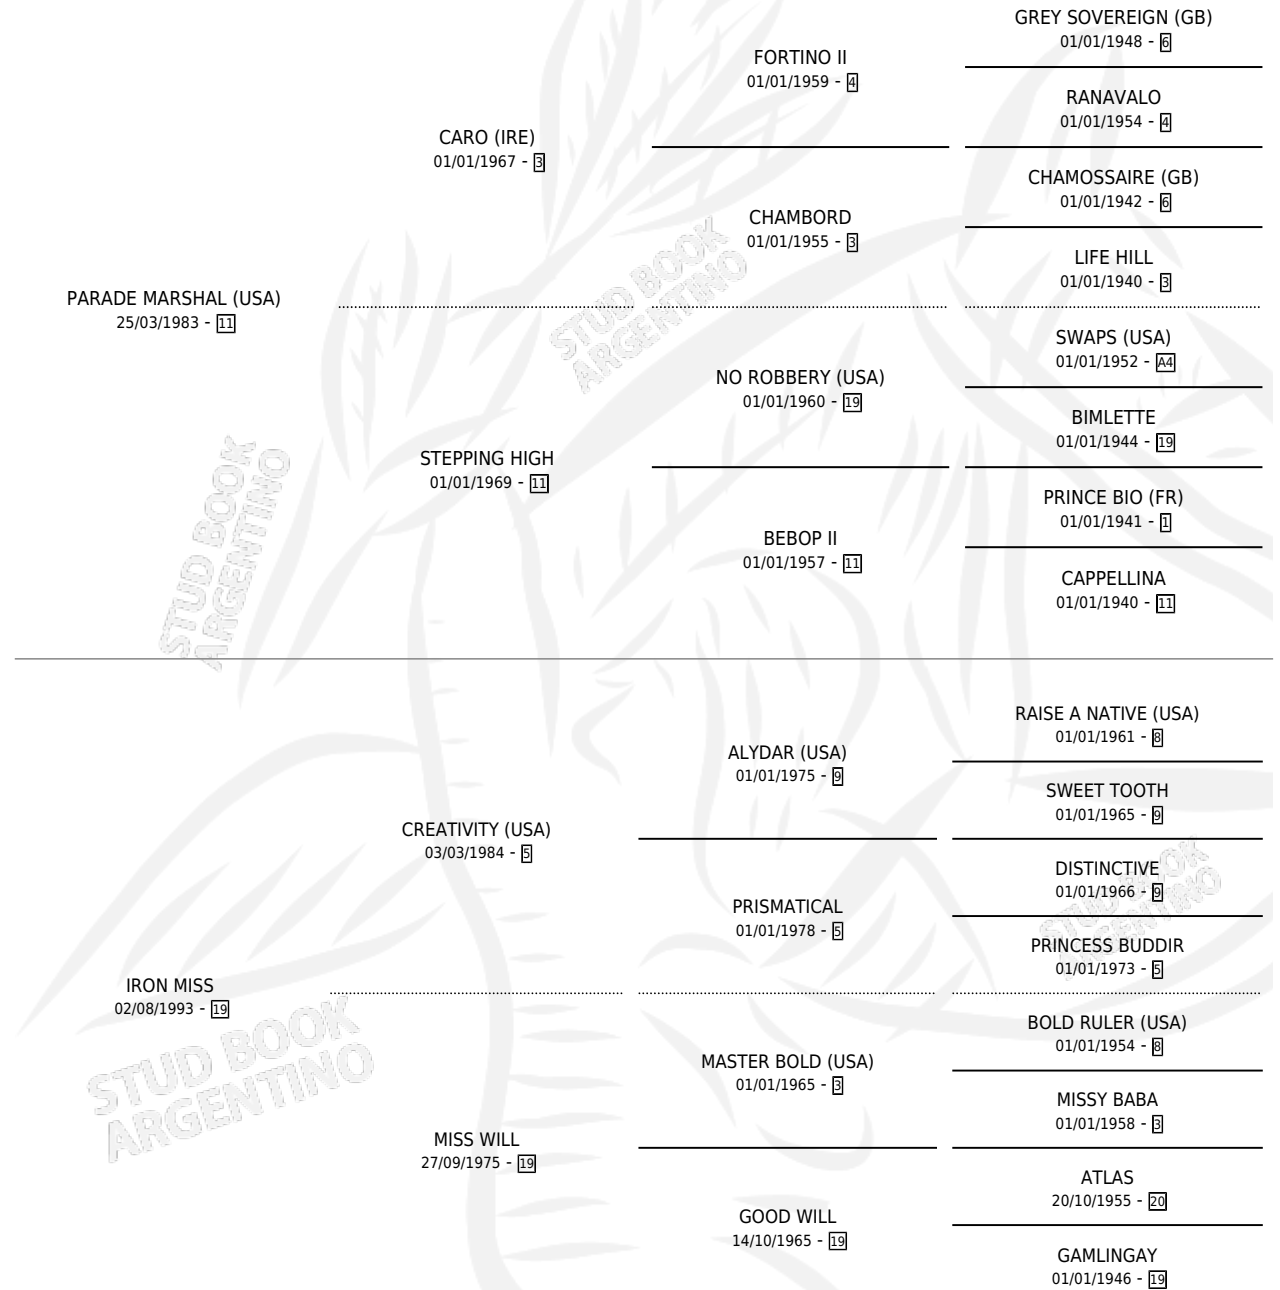 GREY SOVEREIGN (GB)
01/01/1948 - 6
FORTINO II
01/01/1959 - 4
RANAVALO
01/01/1954 - 4
CARO (IRE)
01/01/1967 - 3
CHAMOSSAIRE (GB)
01/01/1942 - 6
CHAMBORD
01/01/1955 - 3
LIFE HILL
01/01/1940 - 3
PARADE MARSHAL (USA)
25/03/1983 - 11
SWAPS (USA)
01/01/1952 - A4
NO ROBBERY (USA)
01/01/1960 - 19
BIMLETTE
01/01/1944 - 19
STEPPING HIGH
01/01/1969 - 11
PRINCE BIO (FR)
01/01/1941 - 1
BEBOP II
01/01/1957 - 11
CAPPELLINA
01/01/1940 - 11
STUD BOOK
ARGENTINO
STUD BOOK
ARGENTINO
RAISE A NATIVE (USA)
01/01/1961 - 8
ALYDAR (USA)
01/01/1975 - 9
SWEET TOOTH
01/01/1965 - 9
CREATIVITY (USA)
03/03/1984 - 5
DISTINCTIVE
01/01/1966 - 9
PRISMATICAL
01/01/1978 - 5
PRINCESS BUDDIR
01/01/1973 - 5
IRON MISS
02/08/1993 - 19
BOLD RULER (USA)
01/01/1954 - 8
MASTER BOLD (USA)
01/01/1965 - 3
MISSY BABA
01/01/1958 - 3
MISS WILL
27/09/1975 - 19
ATLAS
20/10/1955 - 20
GOOD WILL
14/10/1965 - 19
GAMLINGAY
01/01/1946 - 19
STUD BOOK
ARGENTINO
STUD BOOK
ARGENTINO